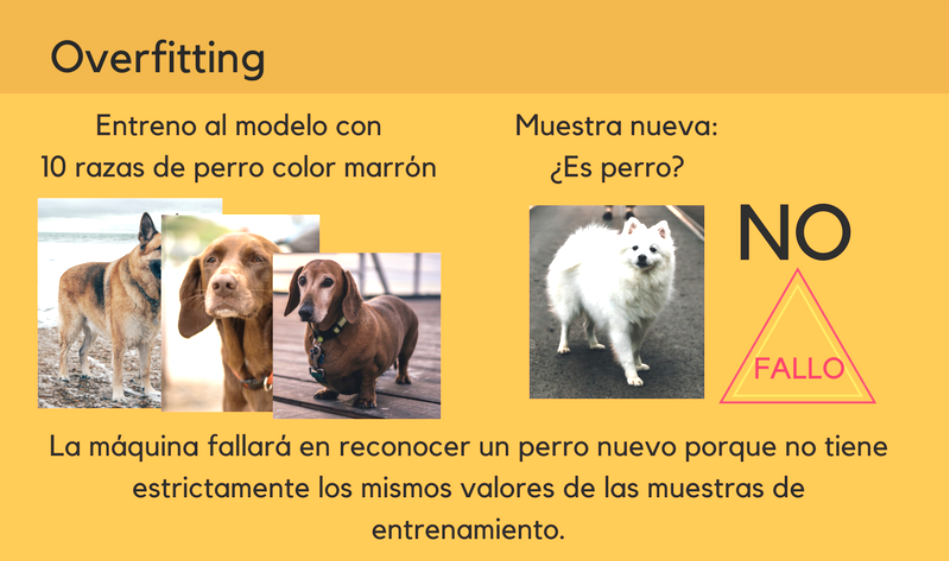 Overfitting
Entreno al modelo con
10 razas de perro color marrón
Muestra nueva:
¿Es perro?
NO
FALLO
La máquina fallará en reconocer un perro nuevo porque no tiene
estrictamente los mismos valores de las muestras de
entrenamiento.